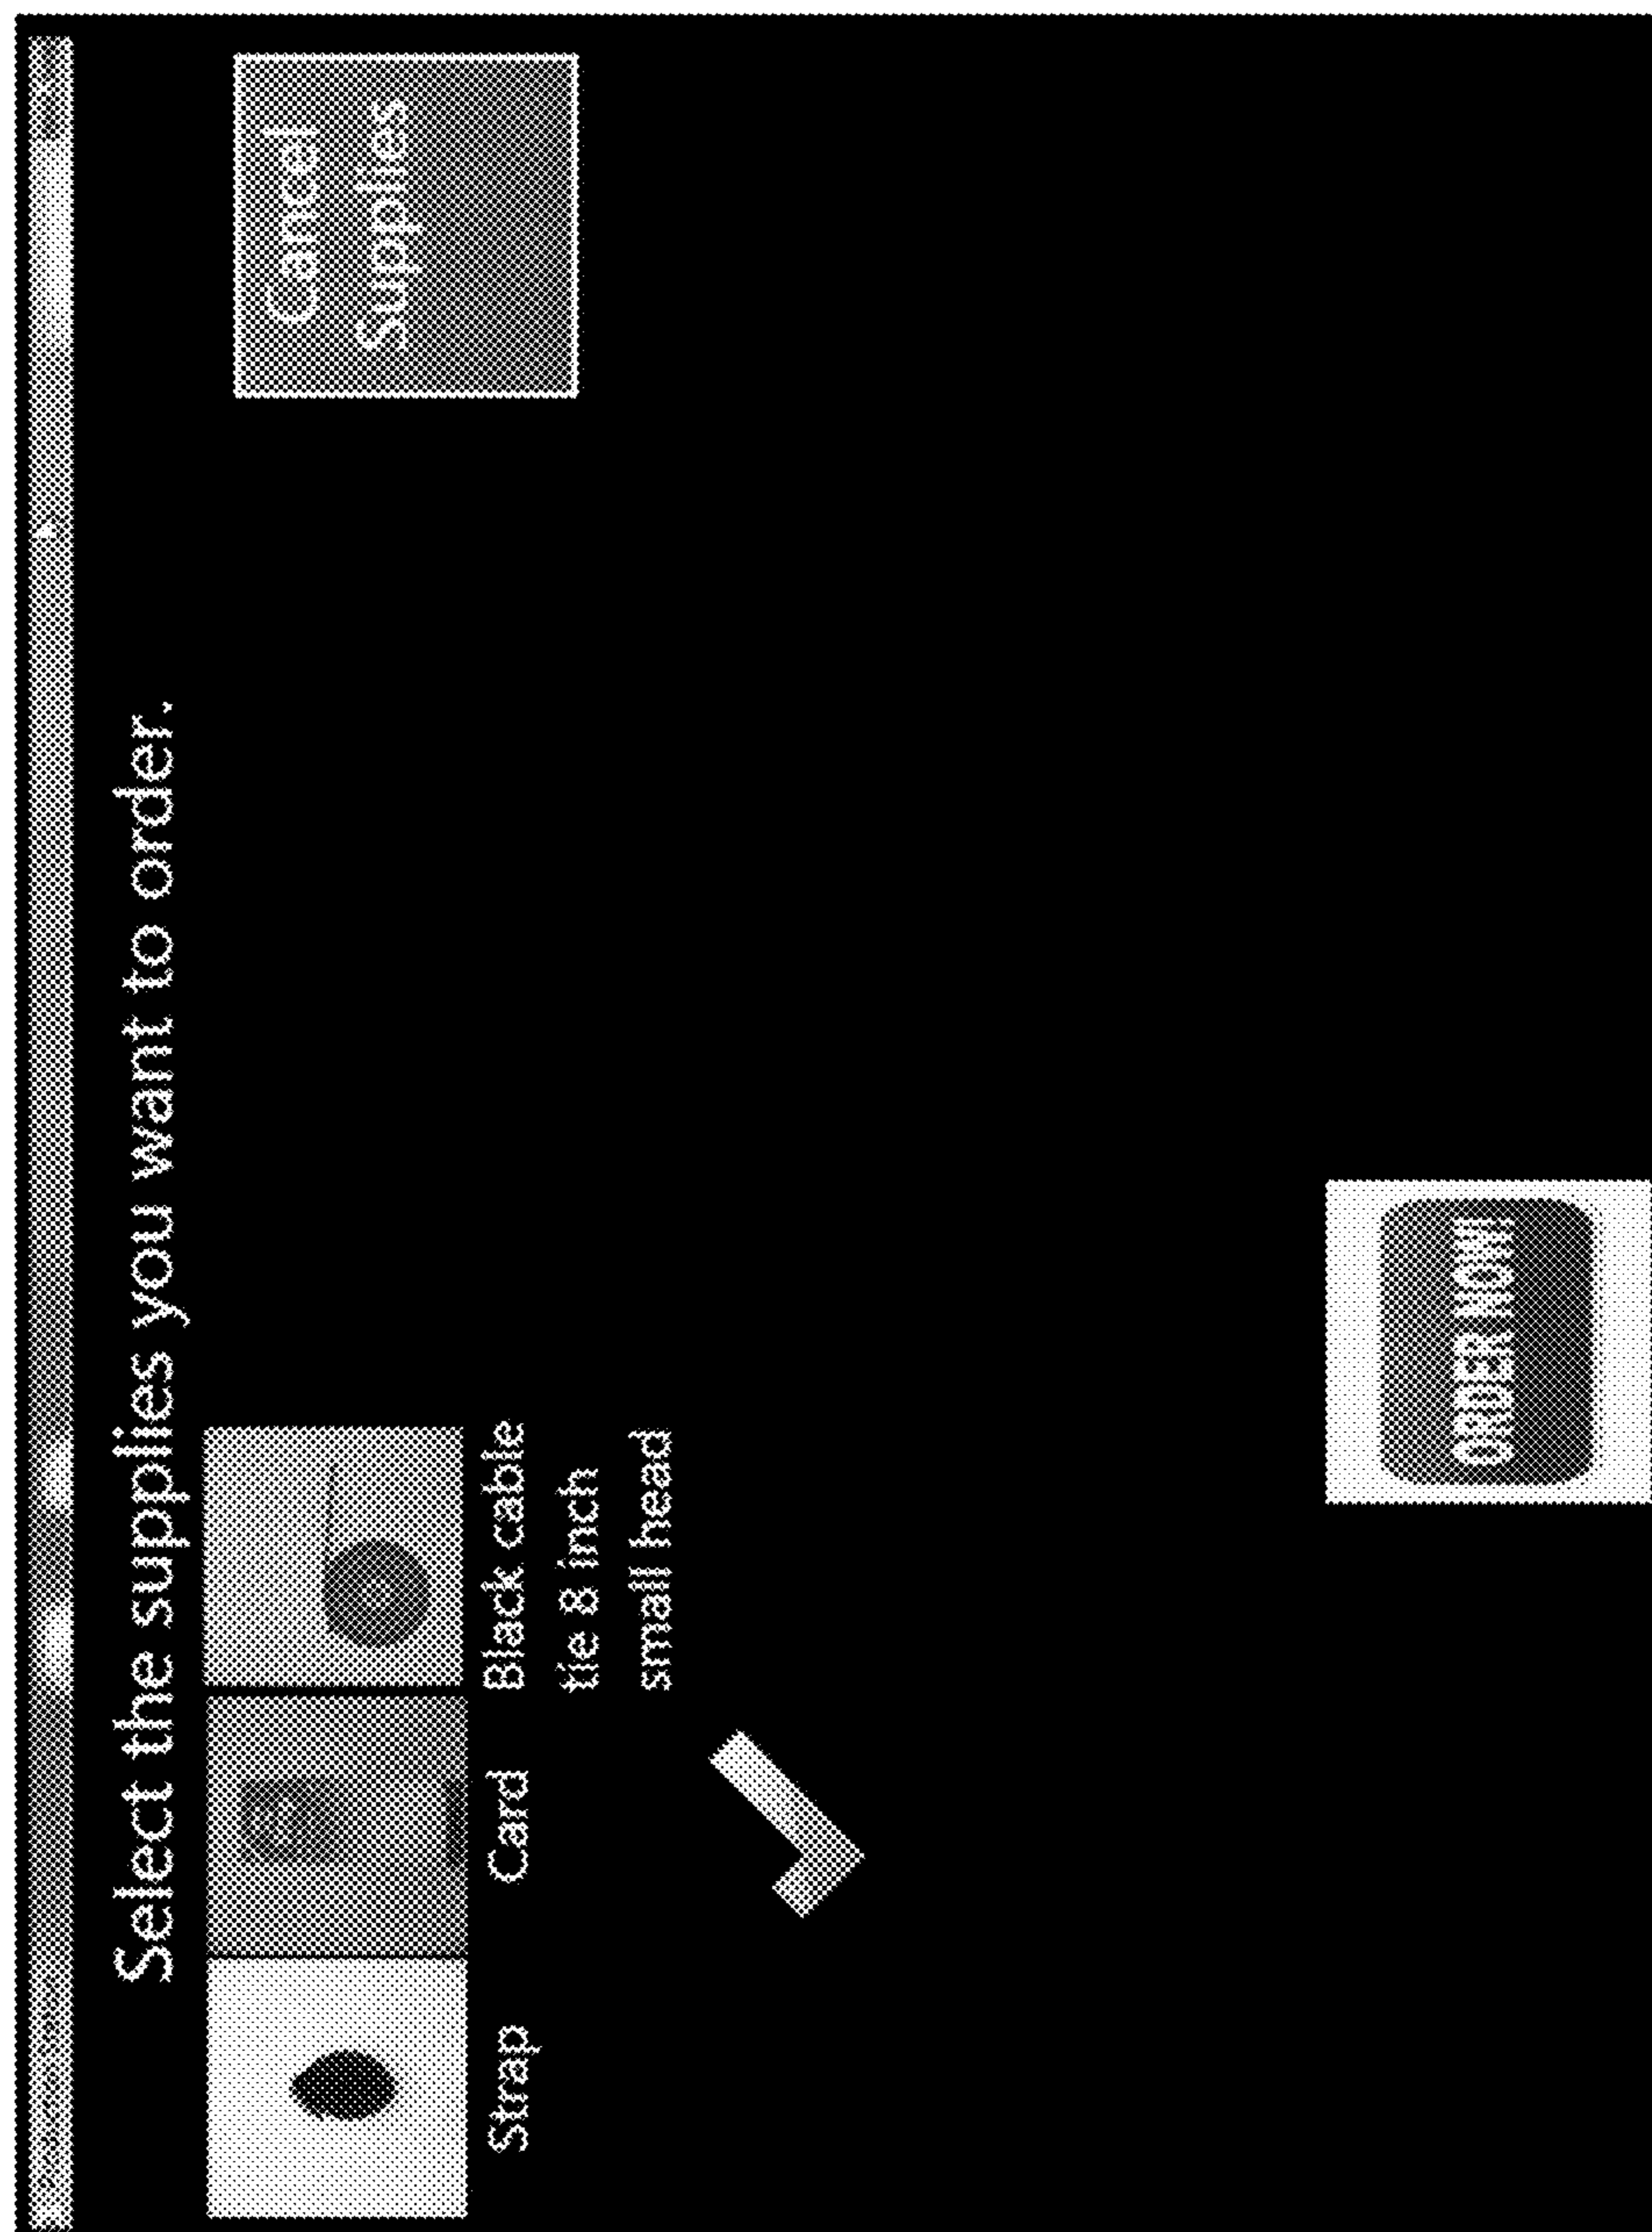 Select the supplies you want to order.
Cancel
Supplies
Strap
Card
Black cable
tie 8 inch
small head
ORDER NOW!